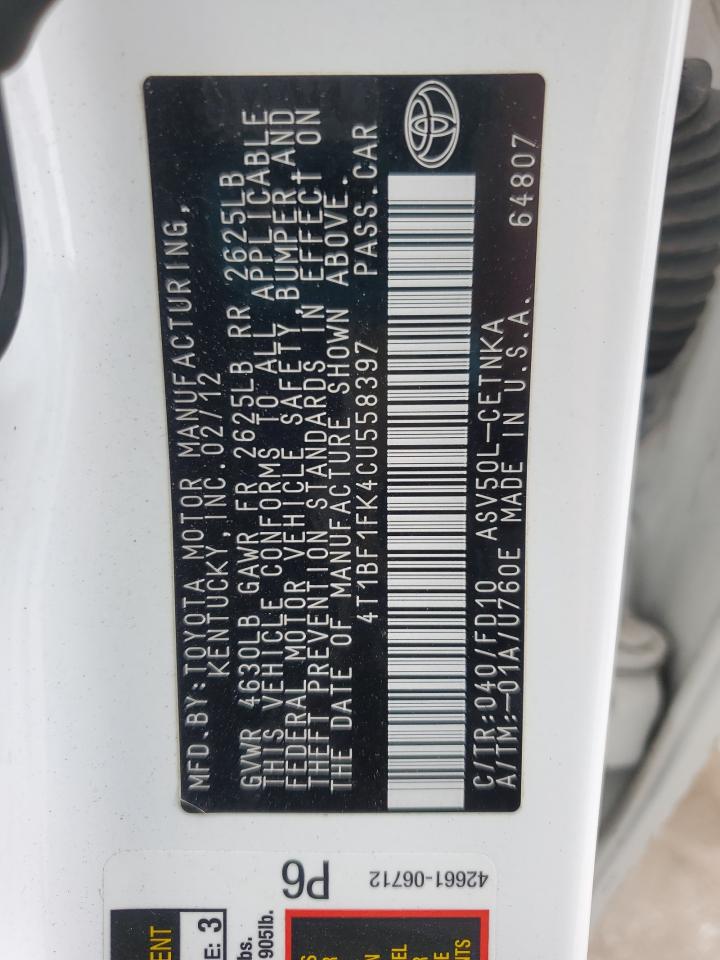 MFD.BY:TOYOTA MOTOR MANUFACTURING,
KENTUCKY,INC.02/12
GVWR 4630LB GAWR FR 2625LB RR 2625LB
THIS VEHICLE CONFORMS TO ALL APPLICABLE
FEDERAL MOTOR VEHICLE SAFETY,BUMPER,AND
THEFT PREVENTION STANDARDS IN EFFECT ON
THE DATE OF MANUFACTURE SHOWN ABOVE.
4T1BF1FK4CU558397 PASS.CAR
C/TR:040/FD10 ASV50L-CETNKA
A/TM:-01A/U760E MADE IN U.S.A. 64807
P6
42661-06712
3
905lb.